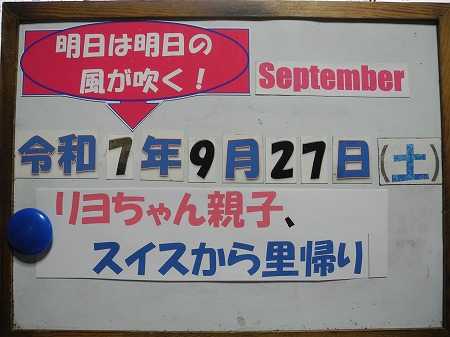 明日は明日の
風が吹く!
September
令和7年9月27日(土)
リヨちゃん親子、
スイスから里帰り